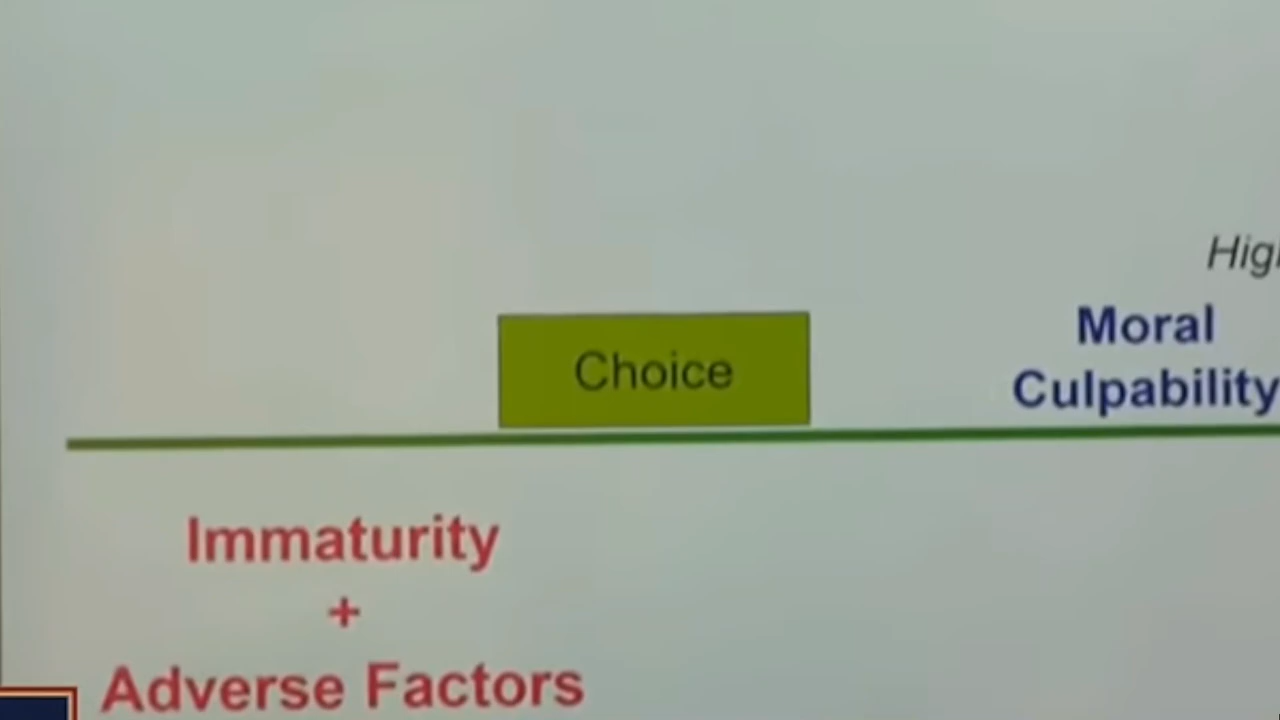 Choice
Moral
Culpability
Immaturity
+
Adverse Factors